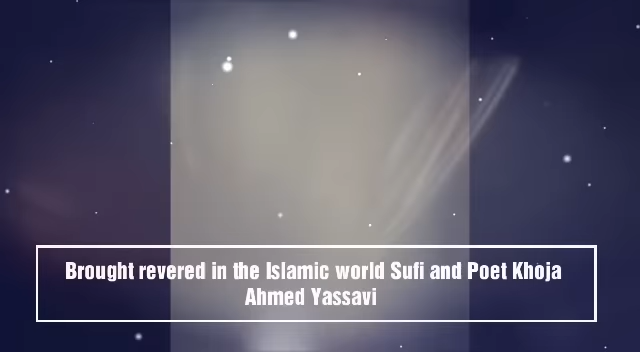 Brought revered in the Islamic world Sufi and Poet Khoja
Ahmed Yassavi